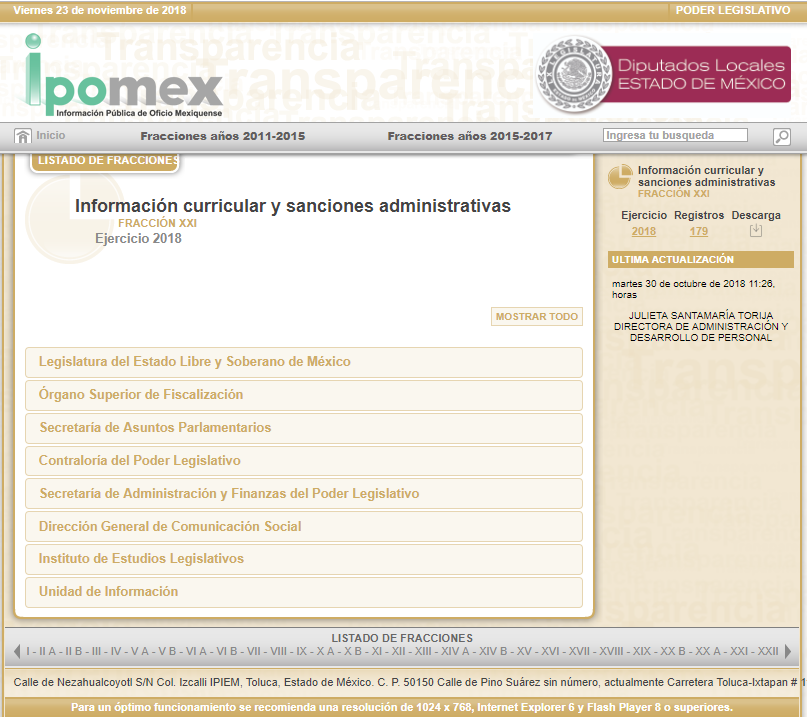 Viernes 23 de noviembre de 2018
PODER LEGISLATIVO
Transparencia
Transparencia
ipomex
Información Pública de Oficio Mexiquense
Diputados Locales
ESTADO DE MÉXICO
Inicio
Fracciones años 2011-2015
Fracciones años 2015-2017
Ingresa tu busqueda
LISTADO DE FRACCIONES
Información curricular y sanciones administrativas
FRACCIÓN XXI
Ejercicio 2018
MOSTRAR TODO
Legislatura del Estado Libre y Soberano de México
Órgano Superior de Fiscalización
Secretaría de Asuntos Parlamentarios
Contraloría del Poder Legislativo
Secretaría de Administración y Finanzas del Poder Legislativo
Dirección General de Comunicación Social
Instituto de Estudios Legislativos
Unidad de Información
Información curricular y
sanciones administrativas
FRACCIÓN XXI
Ejercicio Registros Descarga
2018 179
ULTIMA ACTUALIZACIÓN
martes 30 de octubre de 2018 11:26,
horas
JULIETA SANTAMARÍA TORIJA
DIRECTORA DE ADMINISTRACIÓN Y
DESARROLLO DE PERSONAL
LISTADO DE FRACCIONES
I - II A - II B - III - IV - V A - V B - VI A - VI B - VII - VIII - IX - X A - X B - XI - XII - XIII - XIV A - XIV B - XV - XVI - XVII - XVIII - XIX - XX B - XX A - XXI - XXII
Calle de Nezahualcoyotl S/N Col. Izcalli IPIEM, Toluca, Estado de México. C. P. 50150 Calle de Pino Suárez sin número, actualmente Carretera Toluca-Ixtapan # 1
Para un óptimo funcionamiento se recomienda una resolución de 1024 x 768, Internet Explorer 6 y Flash Player 8 o superiores.